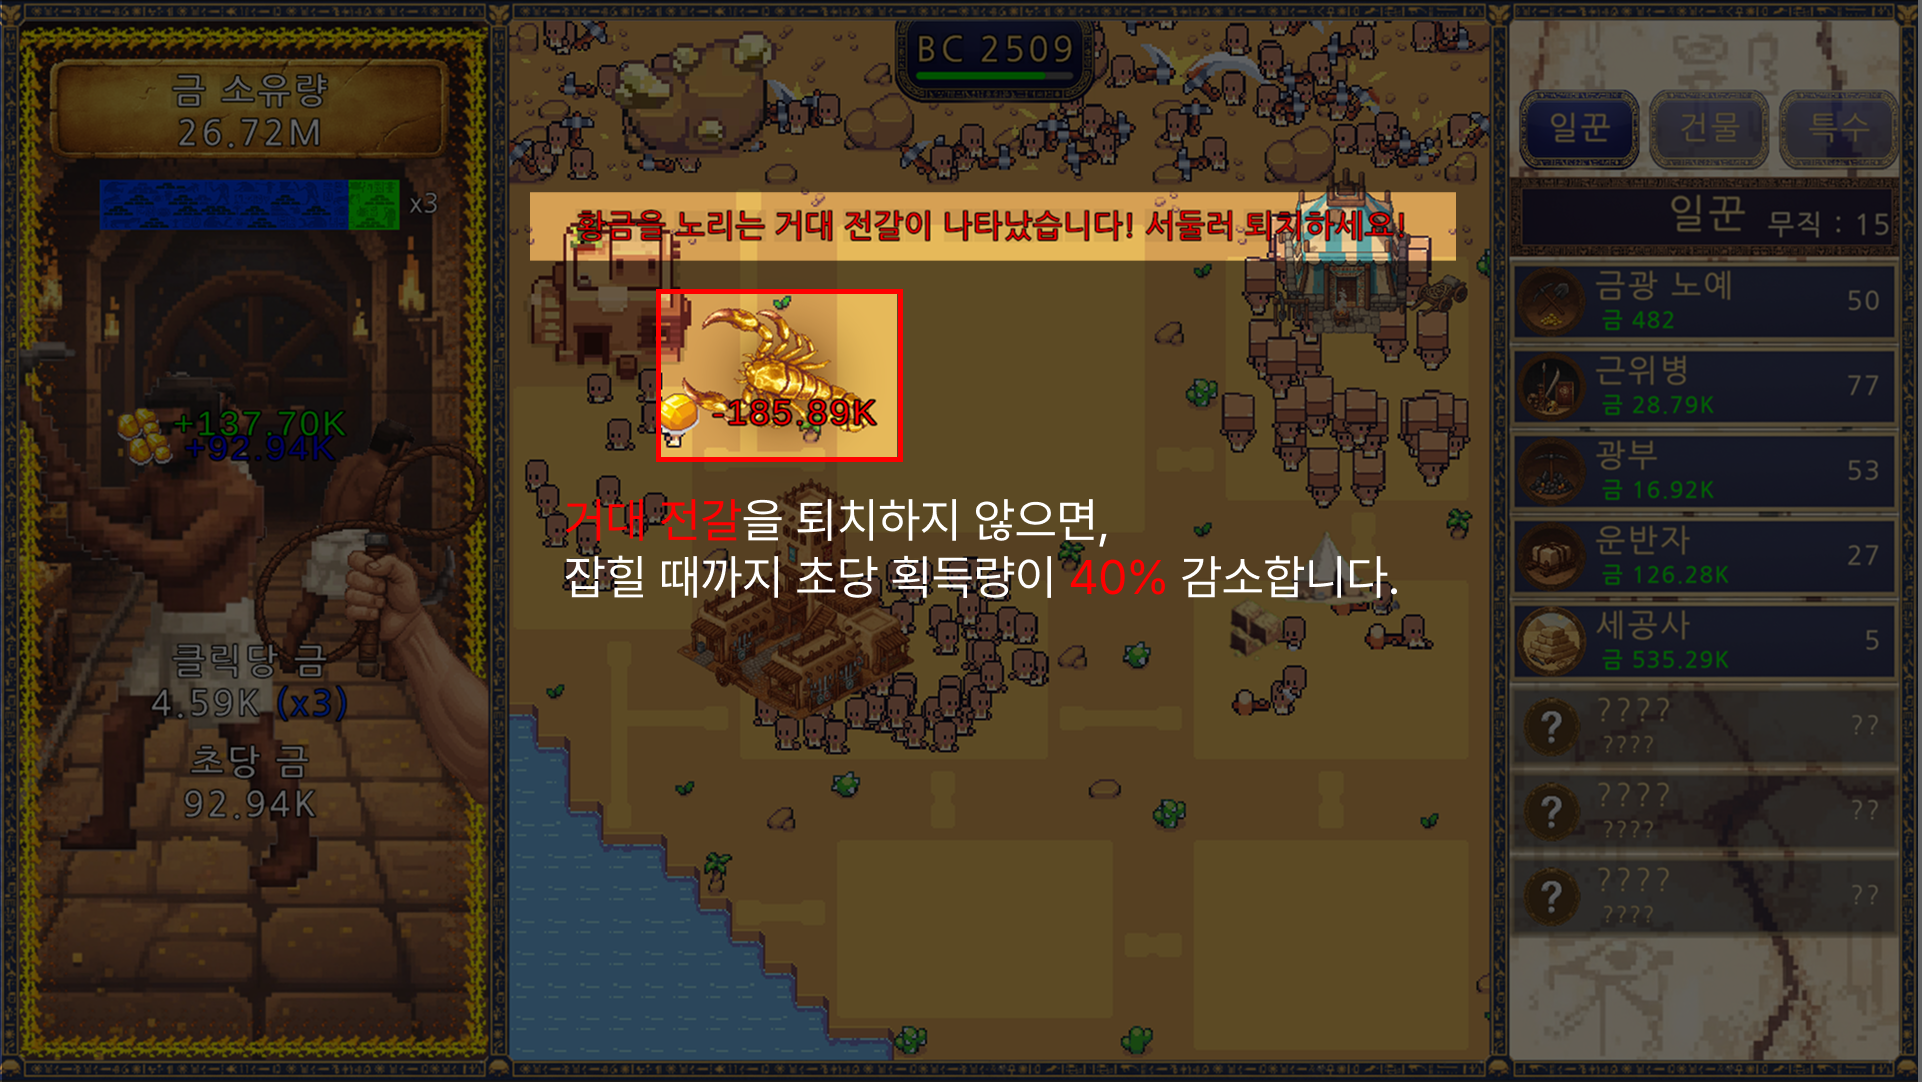 금 소유량
26.72M
x3
+137.70K
+92.94K
클릭당 금
4.59K (x3)
초당 금
92.94K
BC 2509
황금을 노리는 거대 전갈이 나타났습니다! 서둘러 퇴치하세요!
-185.89K
거대 전갈을 퇴치하지 않으면,
잡힐 때까지 초당 획득량이 40% 감소합니다.
일꾼
건물
특수
일꾼 무직 : 15
금광 노예
금 482
50
근위병
금 28.79K
77
광부
금 16.92K
53
운반자
금 126.28K
27
세공사
금 535.29K
5
?
????
????
??
?
????
????
??
?
????
????
??